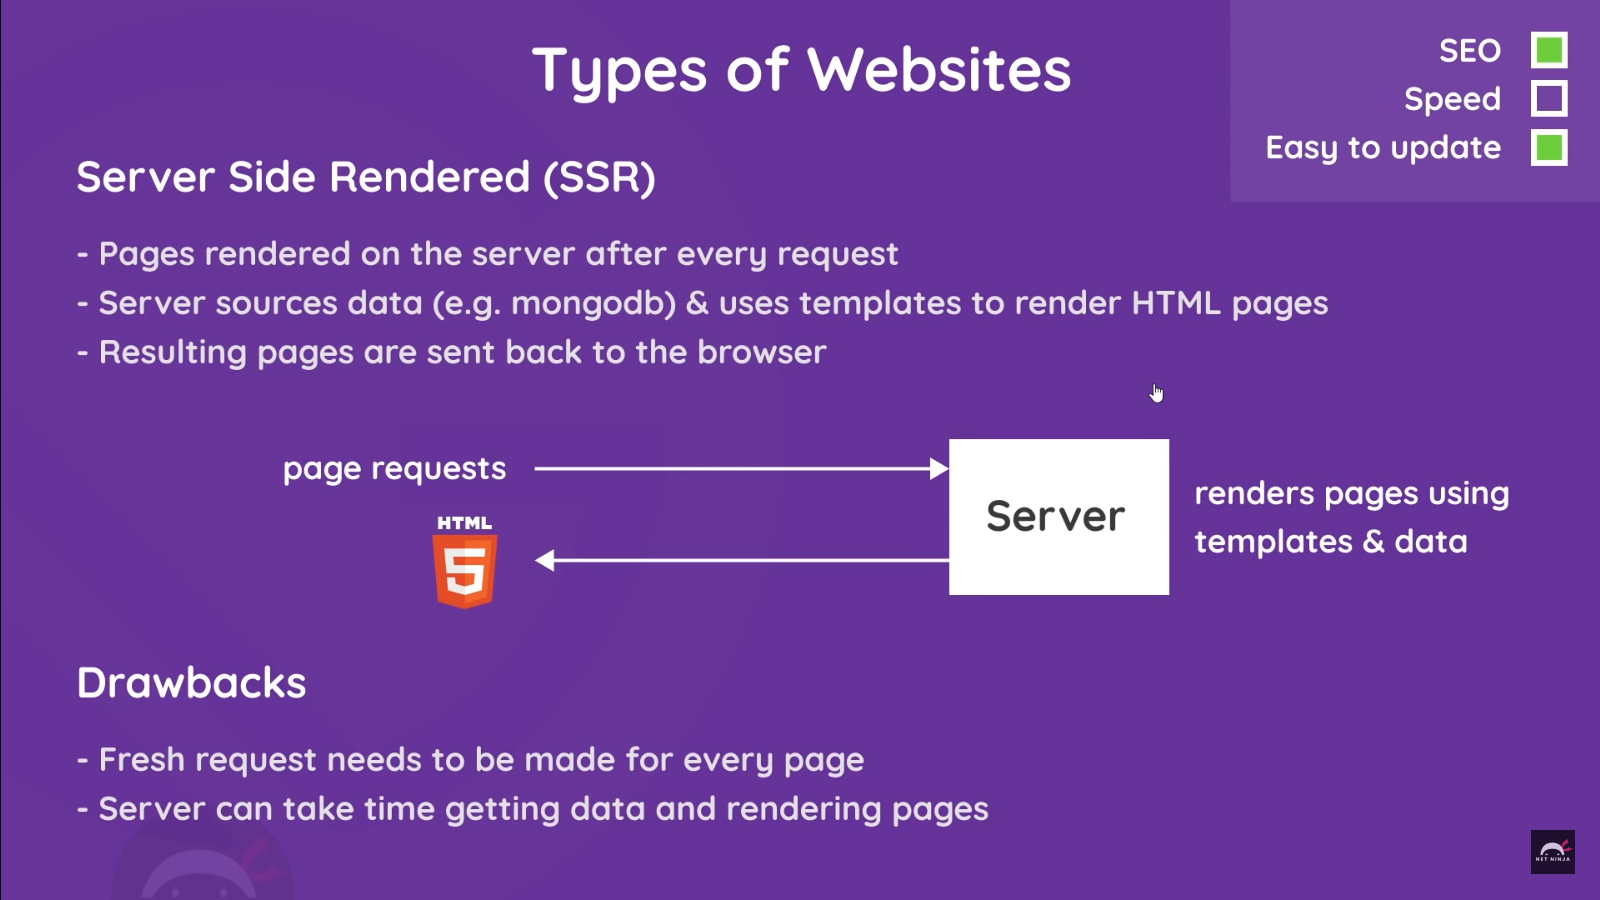 Types of Websites
SEO
Speed
Easy to update
Server Side Rendered (SSR)
- Pages rendered on the server after every request
- Server sources data (e.g. mongodb) & uses templates to render HTML pages
- Resulting pages are sent back to the browser
page requests
HTML
5
Server
renders pages using
templates & data
Drawbacks
- Fresh request needs to be made for every page
- Server can take time getting data and rendering pages
NET NINJA